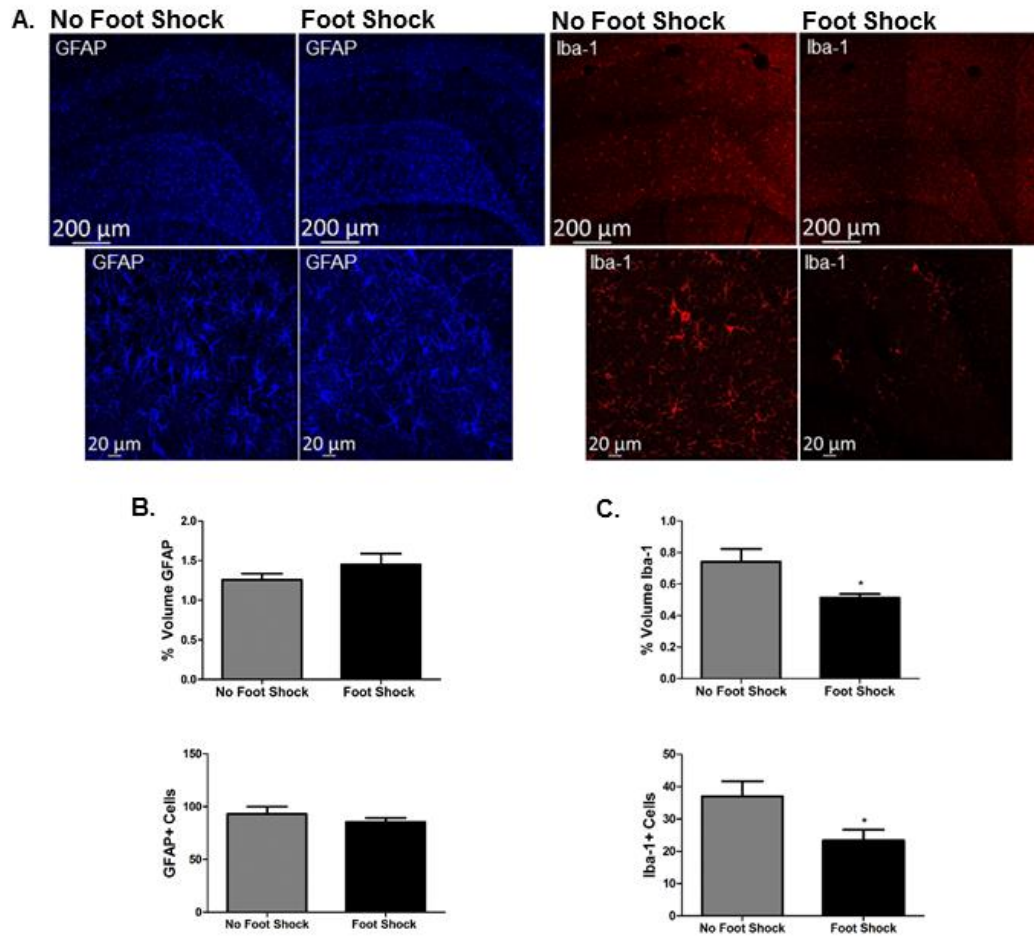 A.
No Foot Shock Foot Shock No Foot Shock Foot Shock
GFAP GFAP Iba-1 Iba-1
200 µm 200 µm 200 µm 200 µm
GFAP GFAP Iba-1 Iba-1
20 µm 20 µm 20 µm 20 µm
B.
% Volume GFAP
2.0
1.5
1.0
0.5
0.0
No Foot Shock Foot Shock
GFAP+ Cells
150
100
50
0
No Foot Shock Foot Shock
C.
% Volume Iba-1
1.0
0.8
0.6
0.4
0.2
0.0
*
No Foot Shock Foot Shock
Iba-1+ Cells
50
40
30
20
10
0
*
No Foot Shock Foot Shock